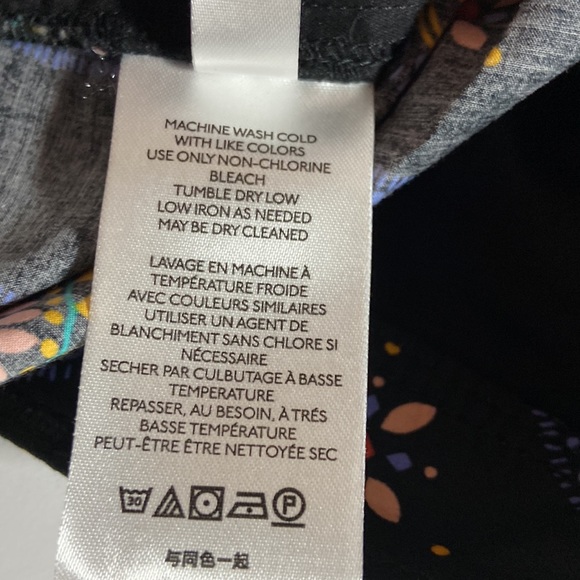 MACHINE WASH COLD
WITH LIKE COLORS
USE ONLY NON-CHLORINE
BLEACH
TUMBLE DRY LOW
LOW IRON AS NEEDED
MAY BE DRY CLEANED
LAVAGE EN MACHINE À
TEMPÉRATURE FROIDE
AVEC COULEURS SIMILAIRES
UTILISER UN AGENT DE
BLANCHIMENT SANS CHLORE SI
NÉCESSAIRE
SECHER PAR CULBUTAGE À BASSE
TEMPERATURE
REPASSER, AU BESOIN, À TRÉS
BASSE TEMPÉRATURE
PEUT-ÊTRE ÊTRE NETTOYÉE SEC
30 P
与同色一起